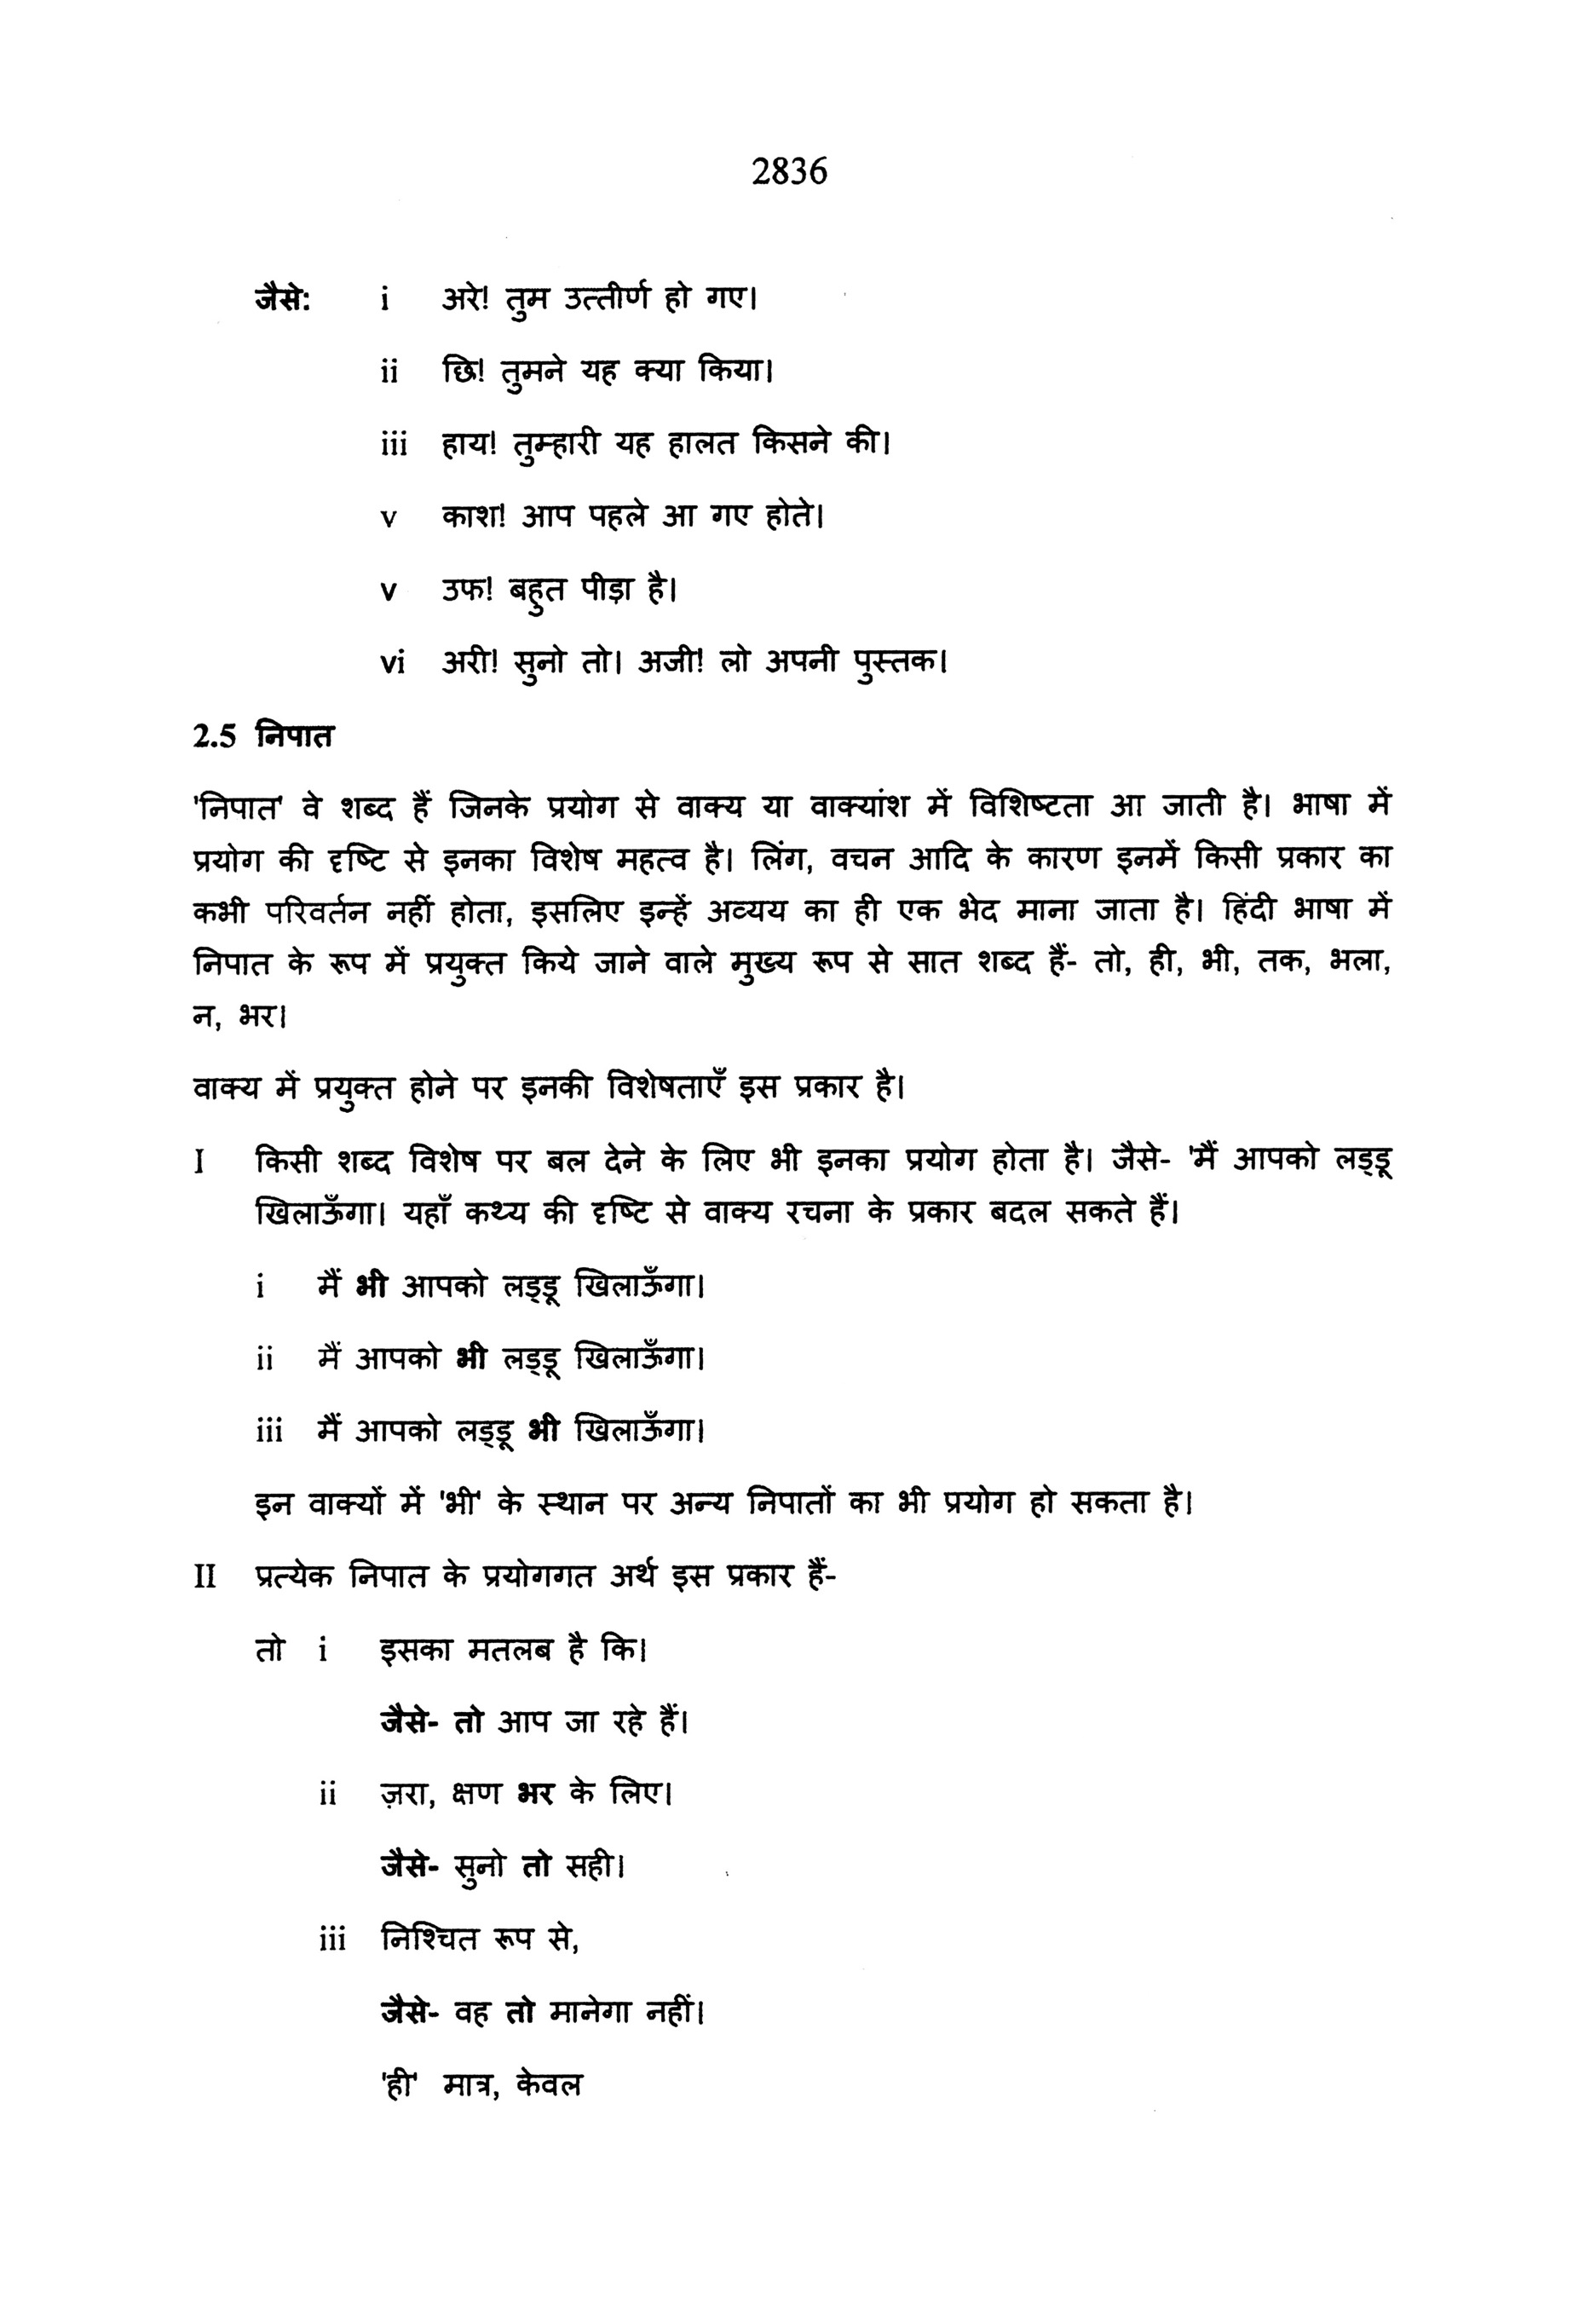 2836
जैसे: i अरे! तुम उत्तीर्ण हो गए।
ii छि! तुमने यह क्या किया।
iii हाय! तुम्हारी यह हालत किसने की।
v काश! आप पहले आ गए होते।
v उफ! बहुत पीड़ा है।
vi अरी! सुनो तो। अजी! लो अपनी पुस्तक।
2.5 निपात
'निपात' वे शब्द हैं जिनके प्रयोग से वाक्य या वाक्यांश में विशिष्टता आ जाती है। भाषा में
प्रयोग की दृष्टि से इनका विशेष महत्व है। लिंग, वचन आदि के कारण इनमें किसी प्रकार का
कभी परिवर्तन नहीं होता, इसलिए इन्हें अव्यय का ही एक भेद माना जाता है। हिंदी भाषा में
निपात के रूप में प्रयुक्त किये जाने वाले मुख्य रूप से सात शब्द हैं- तो, ही, भी, तक, भला,
न, भर।
वाक्य में प्रयुक्त होने पर इनकी विशेषताएँ इस प्रकार है।
I किसी शब्द विशेष पर बल देने के लिए भी इनका प्रयोग होता है। जैसे- 'मैं आपको लड्डू
खिलाऊँगा। यहाँ कथ्य की दृष्टि से वाक्य रचना के प्रकार बदल सकते हैं।
i मैं भी आपको लड्डू खिलाऊँगा।
ii मैं आपको भी लड्डू खिलाऊँगा।
iii मैं आपको लड्डू भी खिलाऊँगा।
इन वाक्यों में 'भी' के स्थान पर अन्य निपातों का भी प्रयोग हो सकता है।
II प्रत्येक निपात के प्रयोगगत अर्थ इस प्रकार हैं-
तो i इसका मतलब है कि।
जैसे- तो आप जा रहे हैं।
ii ज़रा, क्षण भर के लिए।
जैसे- सुनो तो सही।
iii निश्चित रूप से,
जैसे- वह तो मानेगा नहीं।
'ही' मात्र, केवल